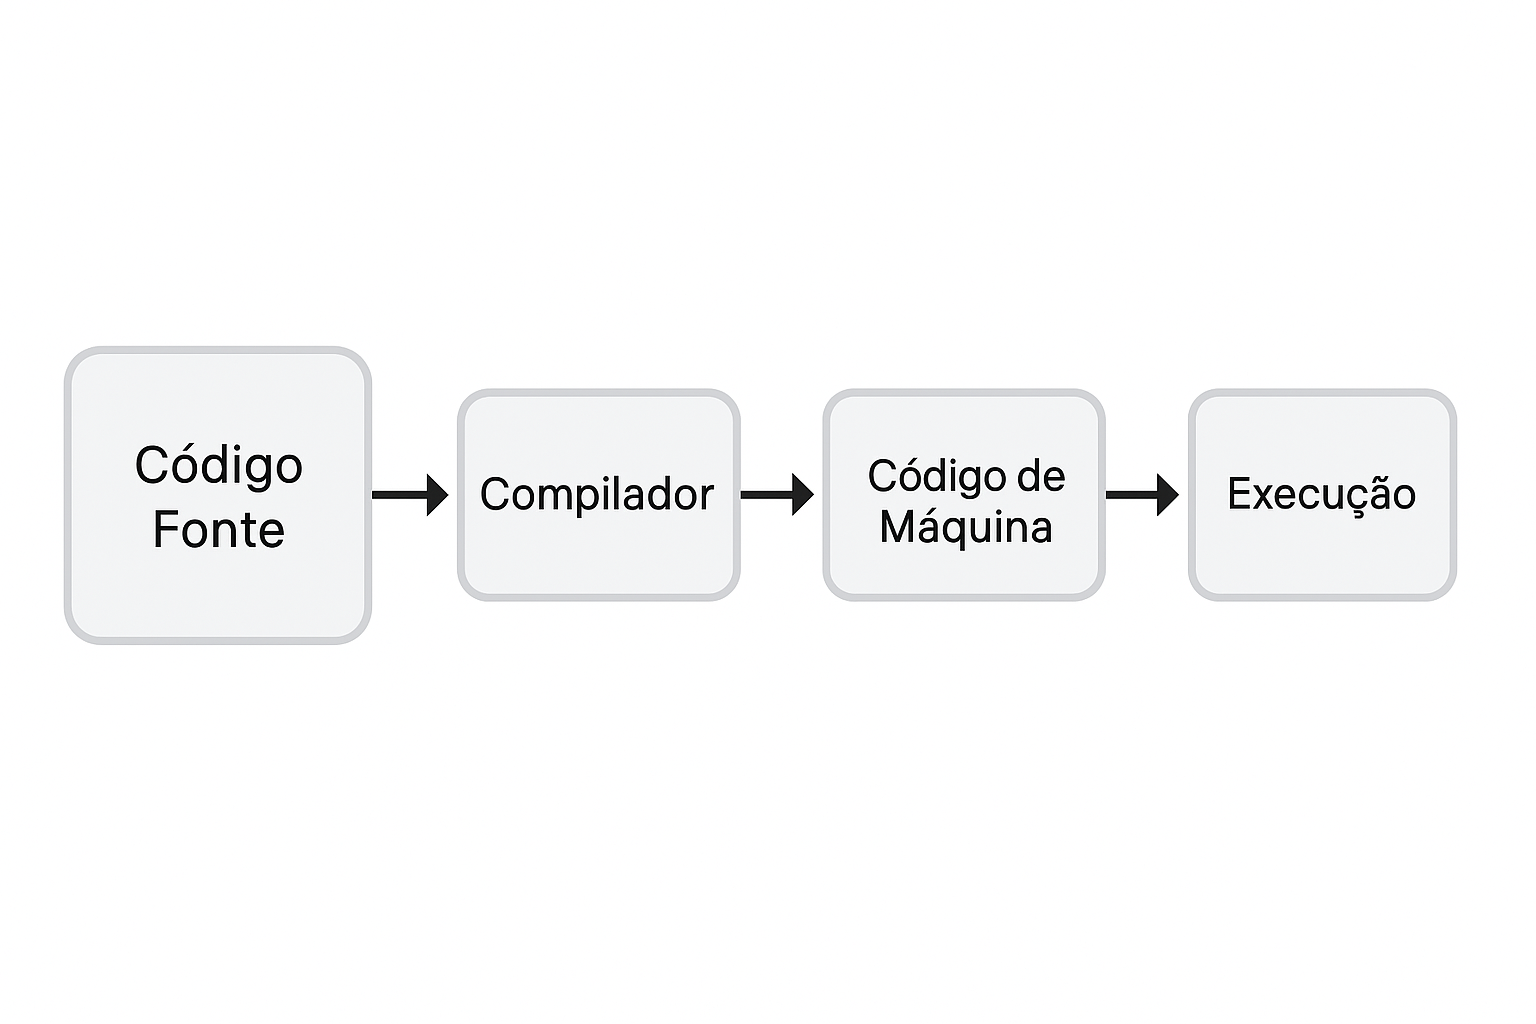 Código
Fonte
Compilador
Código de
Máquina
Execução